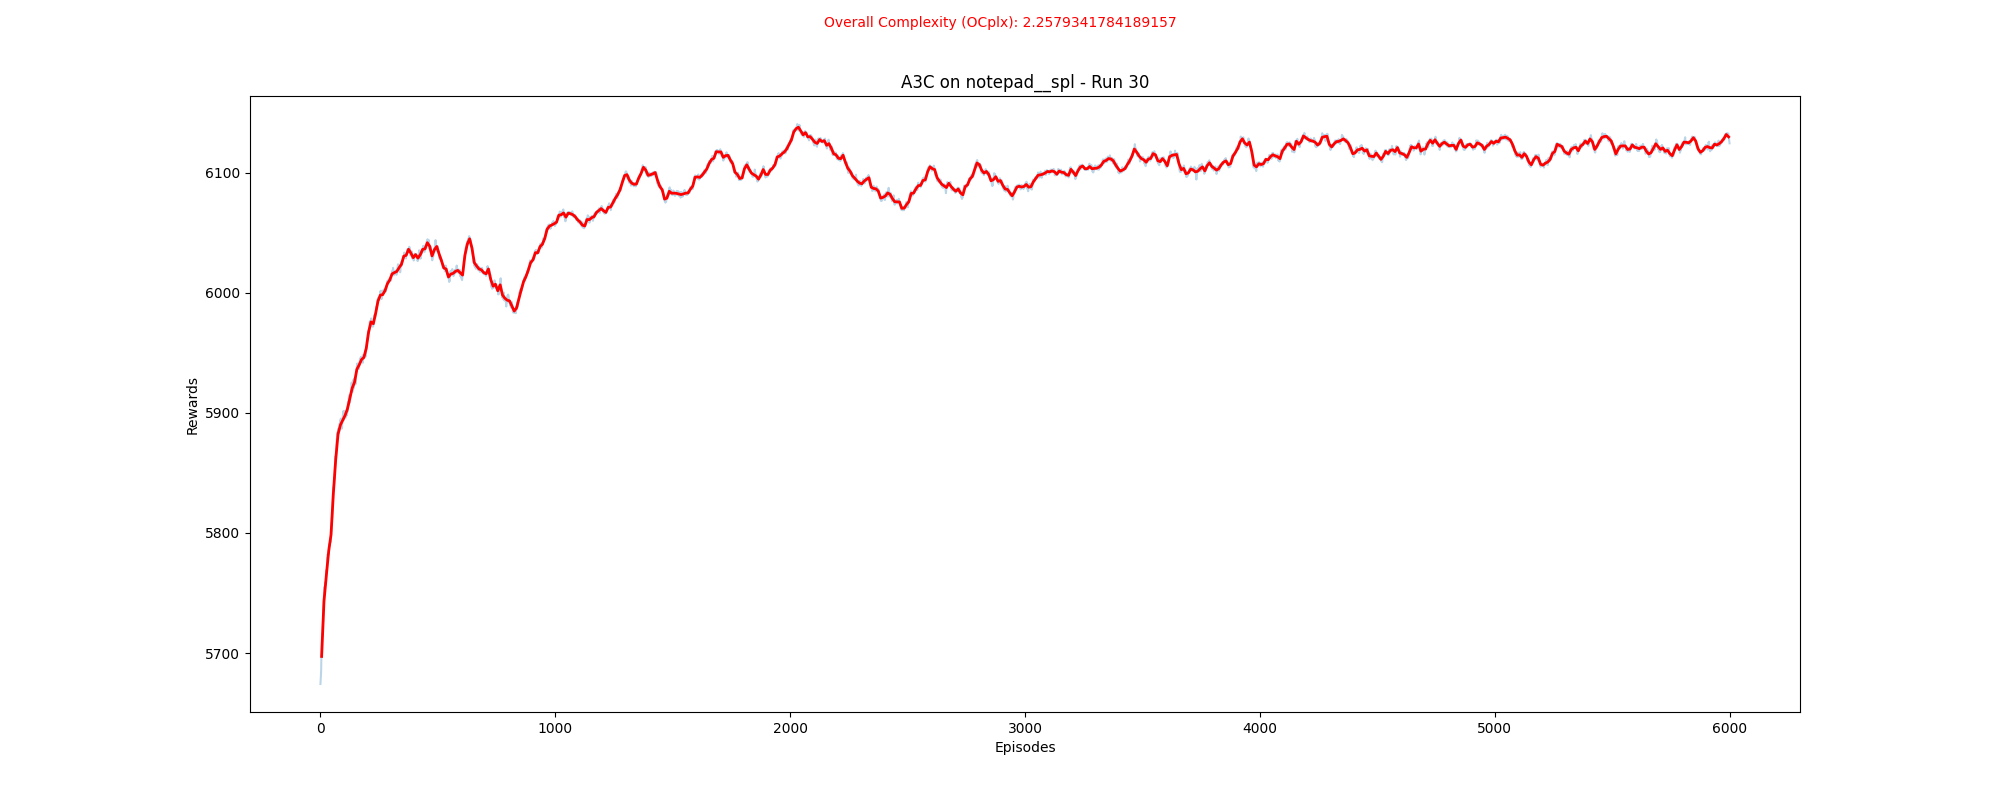 Overall Complexity (OCplx): 2.2579341784189157
A3C on notepad__spl - Run 30
Rewards
6100
6000
5900
5800
5700
0 1000 2000 3000 4000 5000 6000
Episodes